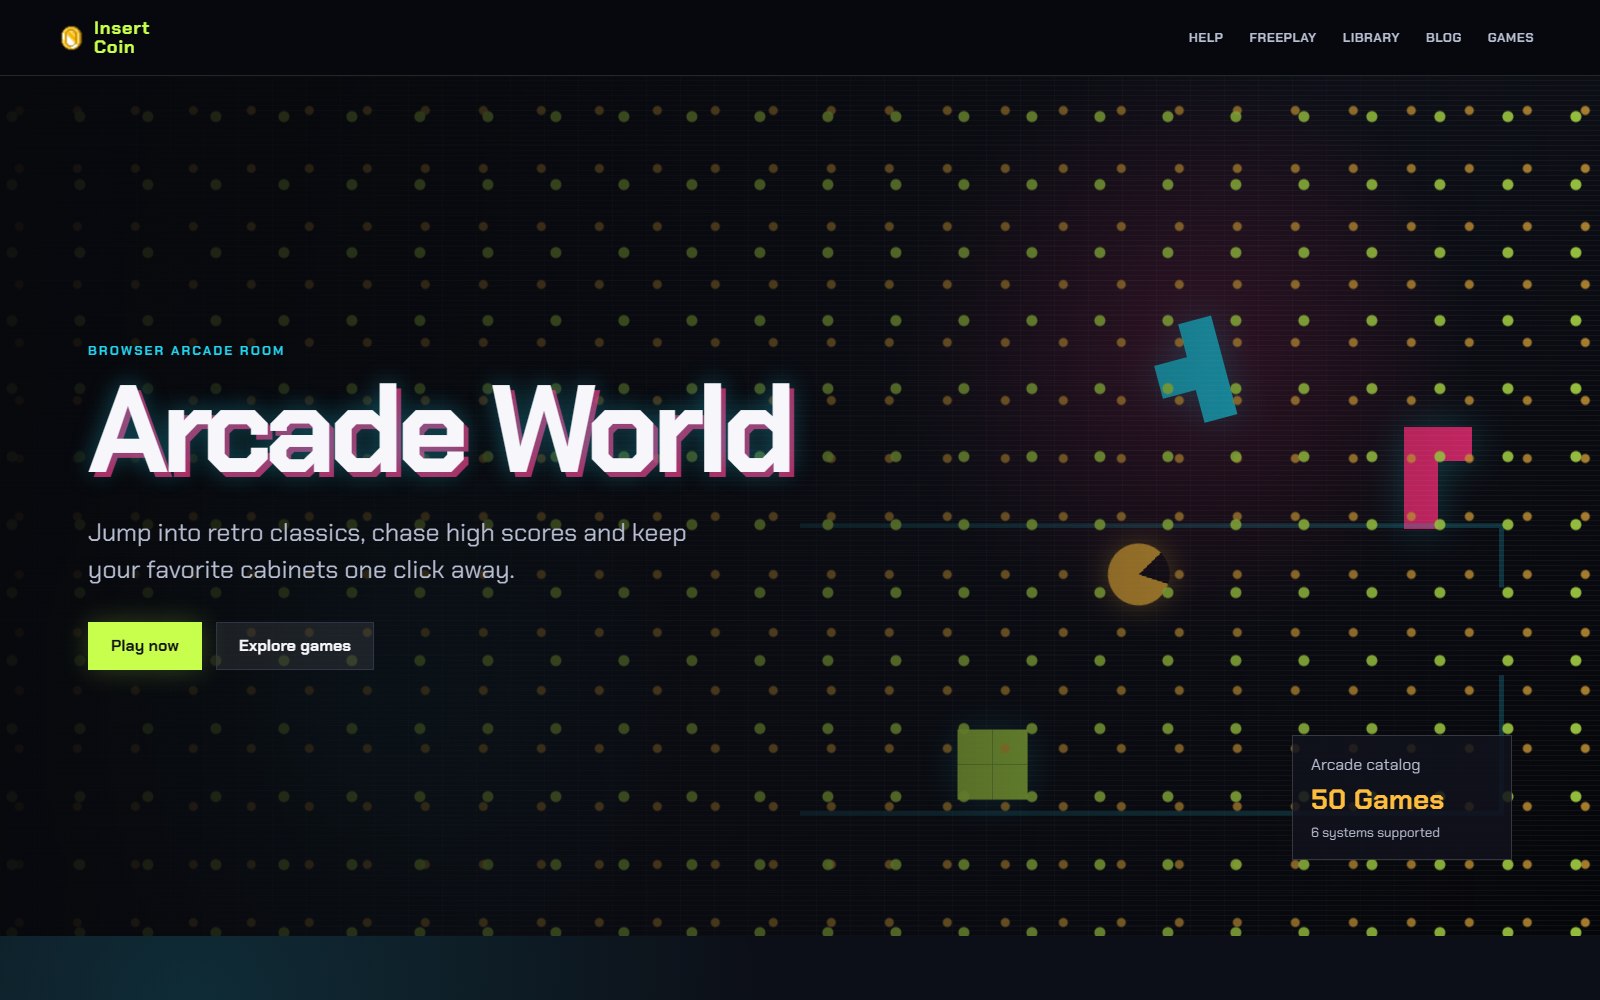 Insert
Coin
HELP
FREEPLAY
LIBRARY
BLOG
GAMES
BROWSER ARCADE ROOM
Arcade World
Jump into retro classics, chase high scores and keep
your favorite cabinets one click away.
Play now
Explore games
Arcade catalog
50 Games
6 systems supported